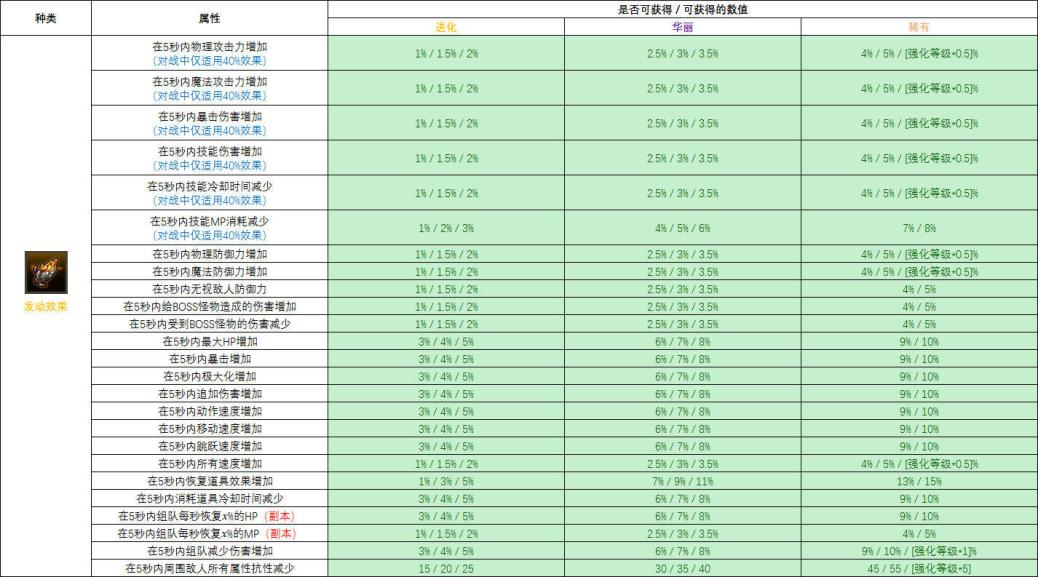 种类 属性 是否可获得 / 可获得的数值
进化 华丽 稀有
在5秒内物理攻击力增加
(对战中仅适用40%效果) 1% / 1.5% / 2% 2.5% / 3% / 3.5% 4% / 5% / [强化等级*0.5]%
在5秒内魔法攻击力增加
(对战中仅适用40%效果) 1% / 1.5% / 2% 2.5% / 3% / 3.5% 4% / 5% / [强化等级*0.5]%
在5秒内暴击伤害增加
(对战中仅适用40%效果) 1% / 1.5% / 2% 2.5% / 3% / 3.5% 4% / 5% / [强化等级*0.5]%
在5秒内技能伤害增加
(对战中仅适用40%效果) 1% / 1.5% / 2% 2.5% / 3% / 3.5% 4% / 5% / [强化等级*0.5]%
在5秒内技能冷却时间减少
(对战中仅适用40%效果) 1% / 1.5% / 2% 2.5% / 3% / 3.5% 4% / 5% / [强化等级*0.5]%
在5秒内技能MP消耗减少
(对战中仅适用40%效果) 1% / 2% / 3% 4% / 5% / 6% 7% / 8%
在5秒内物理防御力增加 1% / 1.5% / 2% 2.5% / 3% / 3.5% 4% / 5% / [强化等级*0.5]%
在5秒内魔法防御力增加 1% / 1.5% / 2% 2.5% / 3% / 3.5% 4% / 5% / [强化等级*0.5]%
在5秒内无视敌人防御力 1% / 1.5% / 2% 2.5% / 3% / 3.5% 4% / 5%
发动效果 在5秒内给BOSS怪物造成的伤害增加 1% / 1.5% / 2% 2.5% / 3% / 3.5% 4% / 5%
在5秒内受到BOSS怪物的伤害减少 1% / 1.5% / 2% 2.5% / 3% / 3.5% 4% / 5%
在5秒内最大HP增加 3% / 4% / 5% 6% / 7% / 8% 9% / 10%
在5秒内暴击增加 3% / 4% / 5% 6% / 7% / 8% 9% / 10%
在5秒内极大化增加 3% / 4% / 5% 6% / 7% / 8% 9% / 10%
在5秒内追加伤害增加 3% / 4% / 5% 6% / 7% / 8% 9% / 10%
在5秒内动作速度增加 3% / 4% / 5% 6% / 7% / 8% 9% / 10%
在5秒内移动速度增加 3% / 4% / 5% 6% / 7% / 8% 9% / 10%
在5秒内跳跃速度增加 3% / 4% / 5% 6% / 7% / 8% 9% / 10%
在5秒内所有速度增加 1% / 1.5% / 2% 2.5% / 3% / 3.5% 4% / 5% / [强化等级*0.5]%
在5秒内恢复道具效果增加 1% / 3% / 5% 7% / 9% / 11% 13% / 15%
在5秒内消耗道具冷却时间减少 3% / 4% / 5% 6% / 7% / 8% 9% / 10%
在5秒内组队每秒恢复x%的HP（副本） 3% / 4% / 5% 6% / 7% / 8% 9% / 10%
在5秒内组队每秒恢复x%的MP（副本） 1% / 1.5% / 2% 2.5% / 3% / 3.5% 4% / 5%
在5秒内组队减少伤害增加 3% / 4% / 5% 6% / 7% / 8% 9% / 10% / [强化等级*1]%
在5秒内周围敌人所有属性抗性减少 15 / 20 / 25 30 / 35 / 40 45 / 55 / [强化等级*5]